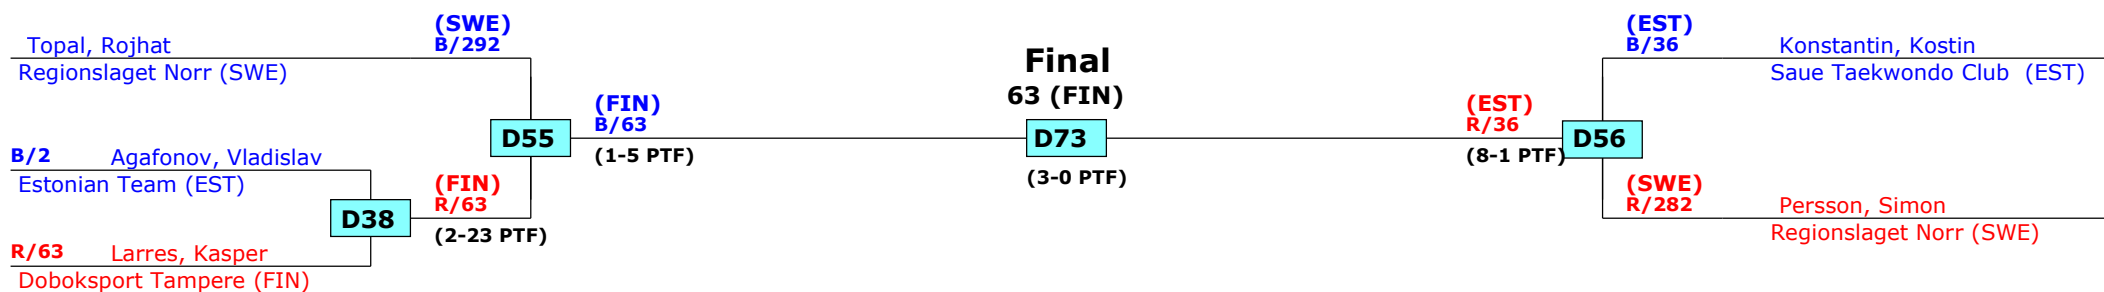 Topal, Rojhat
Regionslaget Norr (SWE)
(SWE)
B/292
B/2 Agafonov, Vladislav
Estonian Team (EST)
R/63 Larres, Kasper
Doboksport Tampere (FIN)
D38
(FIN)
R/63
(2-23 PTF)
D55
(FIN)
B/63
(1-5 PTF)
Final
63 (FIN)
D73
(3-0 PTF)
(EST)
R/36
(8-1 PTF)
D56
(EST)
B/36
Konstantin, Kostin
Saue Taekwondo Club (EST)
(SWE)
R/282
Persson, Simon
Regionslaget Norr (SWE)